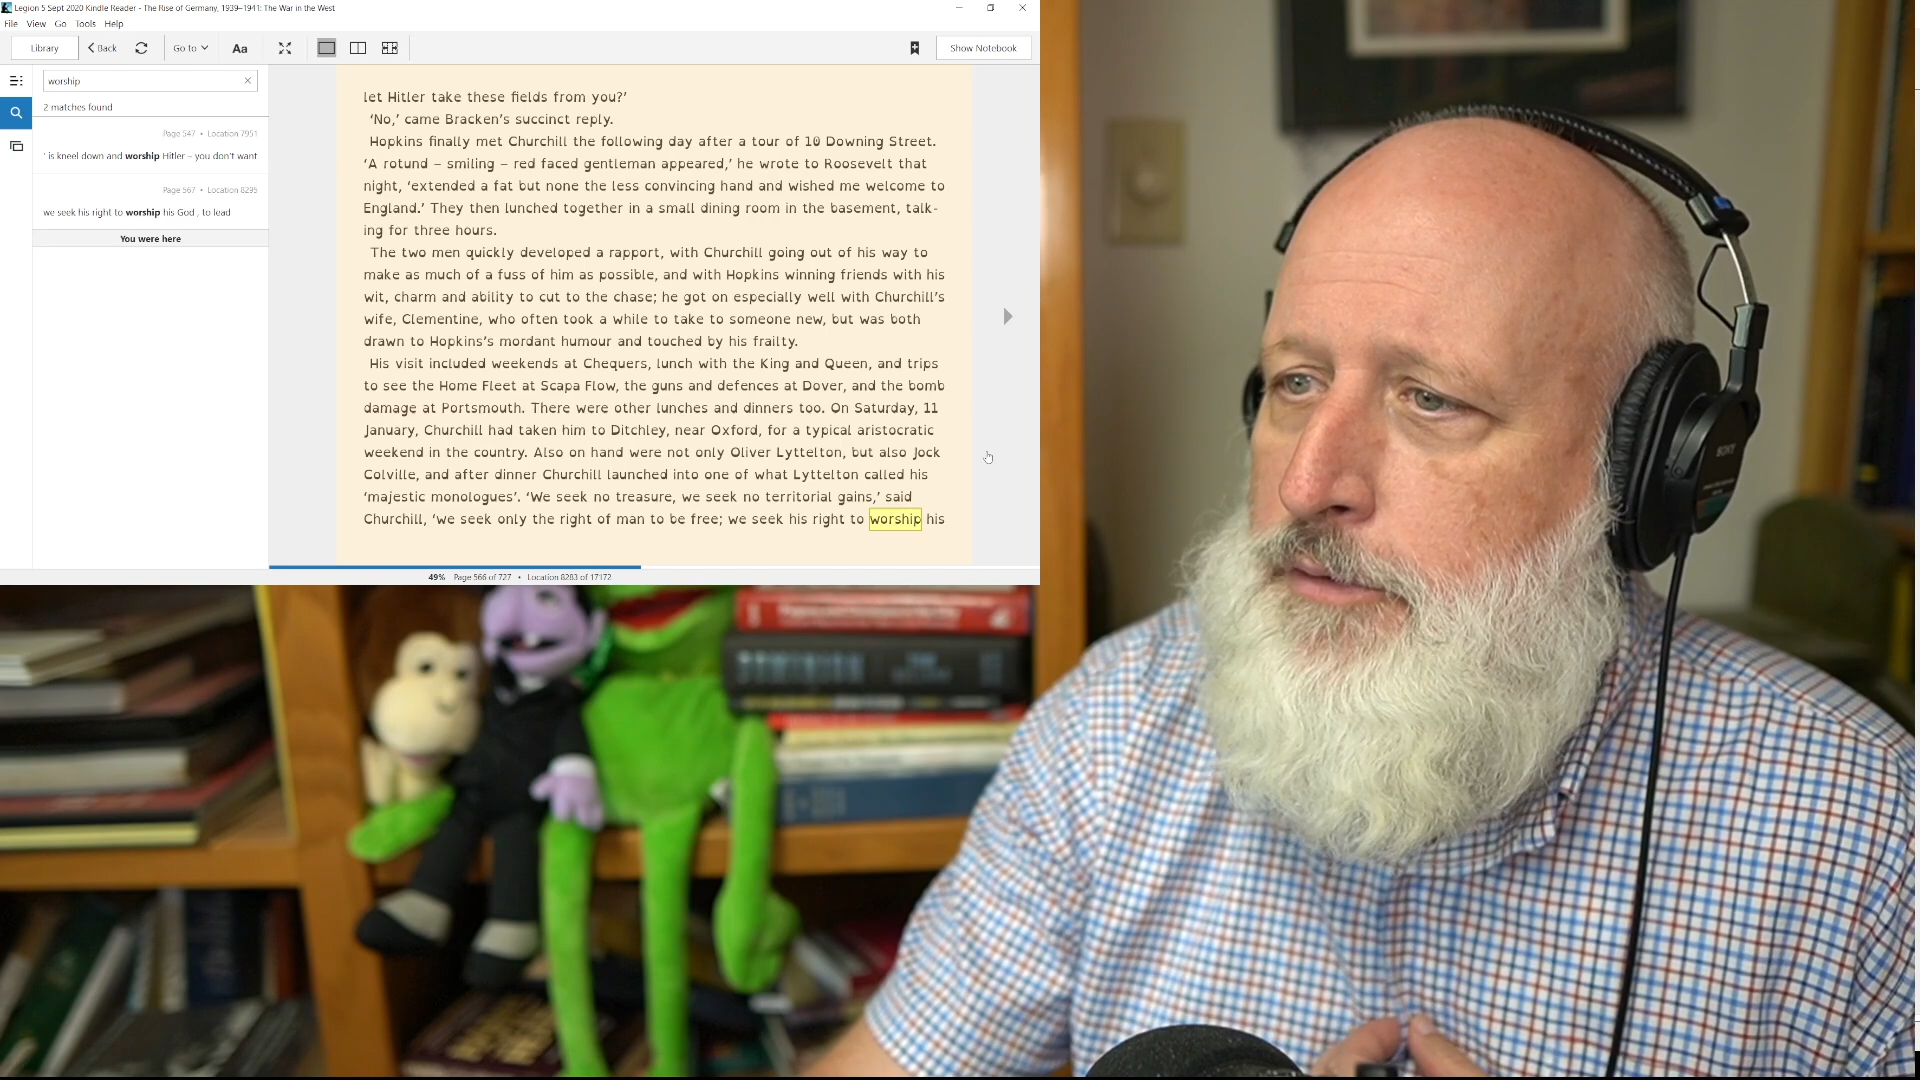 Legion 5 Sept 2020 Kindle Reader - The Rise of Germany, 1939–1941: The War in the West
File View Go Tools Help
Library Back Go to Aa Show Notebook
worship
2 matches found
Page 547 • Location 7951
' is kneel down and worship Hitler – you don't want
Page 567 • Location 8295
we seek his right to worship his God , to lead
You were here
let Hitler take these fields from you?’
‘No,’ came Bracken’s succinct reply.
Hopkins finally met Churchill the following day after a tour of 10 Downing Street.
‘A rotund – smiling – red faced gentleman appeared,’ he wrote to Roosevelt that
night, ‘extended a fat but none the less convincing hand and wished me welcome to
England.’ They then lunched together in a small dining room in the basement, talk-
ing for three hours.
The two men quickly developed a rapport, with Churchill going out of his way to
make as much of a fuss of him as possible, and with Hopkins winning friends with his
wit, charm and ability to cut to the chase; he got on especially well with Churchill’s
wife, Clementine, who often took a while to take to someone new, but was both
drawn to Hopkins’s mordant humour and touched by his frailty.
His visit included weekends at Chequers, lunch with the King and Queen, and trips
to see the Home Fleet at Scapa Flow, the guns and defences at Dover, and the bomb
damage at Portsmouth. There were other lunches and dinners too. On Saturday, 11
January, Churchill had taken him to Ditchley, near Oxford, for a typical aristocratic
weekend in the country. Also on hand were not only Oliver Lyttelton, but also Jock
Colville, and after dinner Churchill launched into one of what Lyttelton called his
‘majestic monologues’. ‘We seek no treasure, we seek no territorial gains,’ said
Churchill, ‘we seek only the right of man to be free; we seek his right to worship his
49% Page 566 of 727 • Location 8283 of 17172
SONY